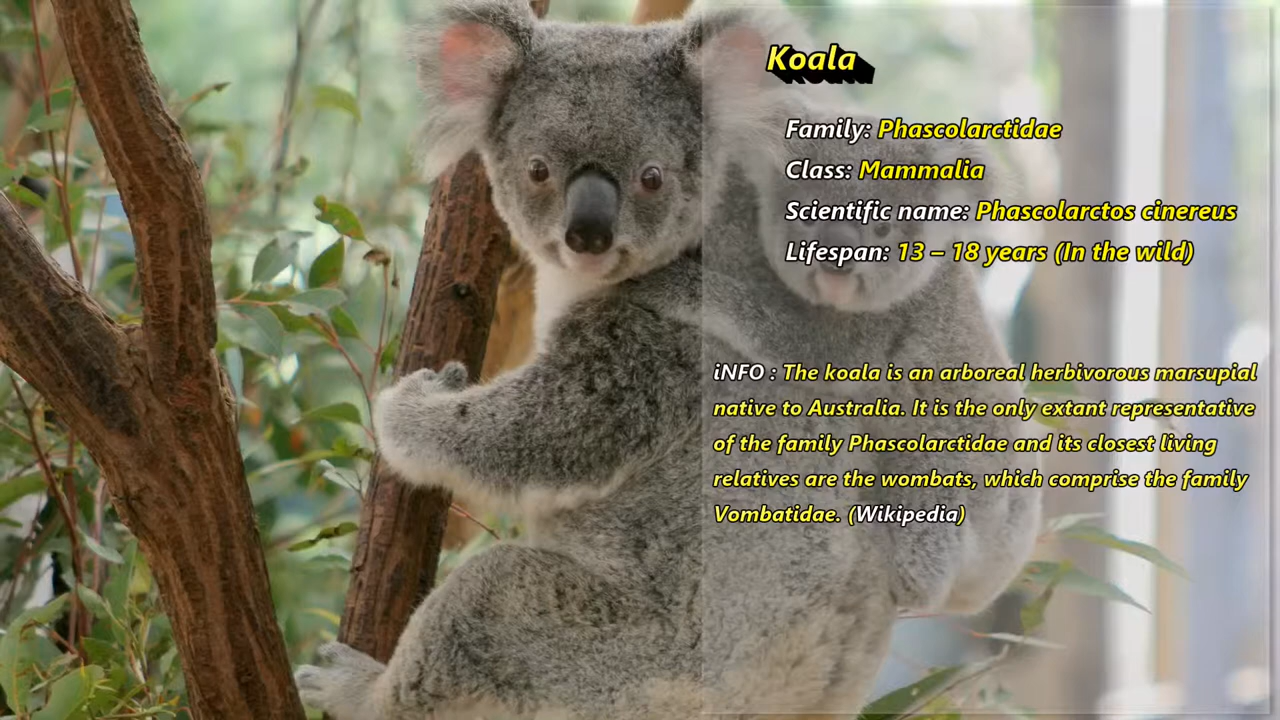 Koala
Family: Phascolarctidae
Class: Mammalia
Scientific name: Phascolarctos cinereus
Lifespan: 13 – 18 years (In the wild)
iNFO : The koala is an arboreal herbivorous marsupial
native to Australia. It is the only extant representative
of the family Phascolarctidae and its closest living
relatives are the wombats, which comprise the family
Vombatidae. (Wikipedia)